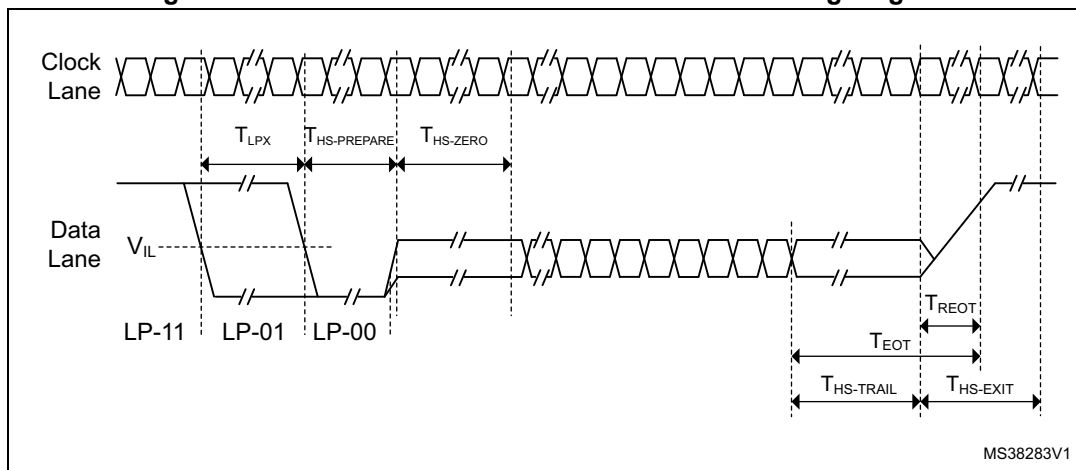 Clock
Lane
TLPX THS-PREPARE THS-ZERO
Data
Lane
VIL
LP-11 LP-01 LP-00
TREOT
TEOT
THS-TRAIL THS-EXIT
MS38283V1